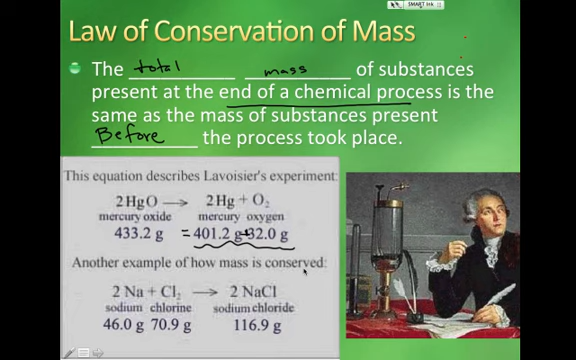 SMART Ink
Law of Conservation of Mass
The total mass of substances
present at the end of a chemical process is the
same as the mass of substances present
Before the process took place.
This equation describes Lavoisier's experiment:
2 HgO → 2 Hg + O₂
mercury oxide mercury oxygen
433.2 g = 401.2 g + 32.0 g
Another example of how mass is conserved:
2 Na + Cl₂ → 2 NaCl
sodium chlorine sodium chloride
46.0 g 70.9 g 116.9 g